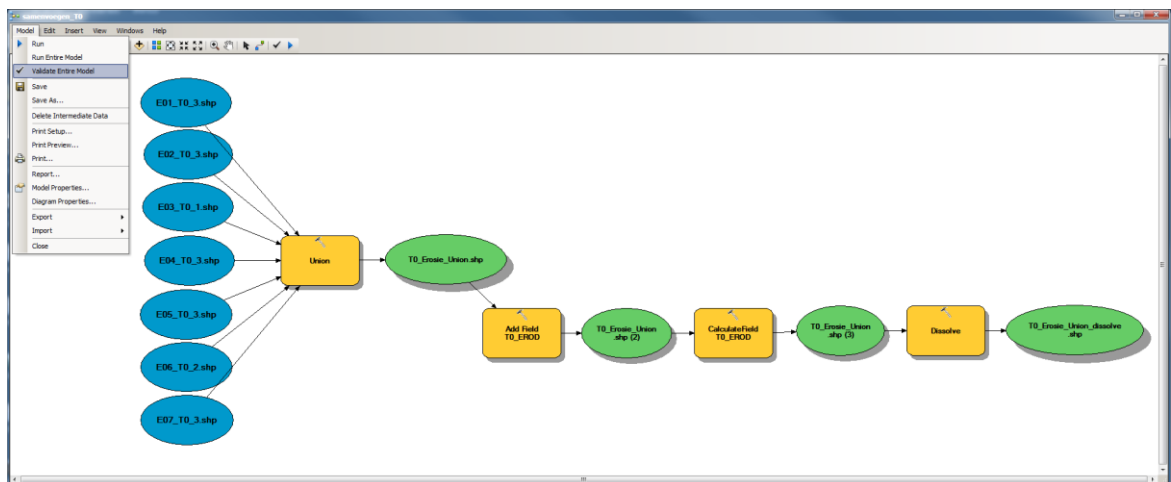 samenvoegen_T0
Model Edit Insert View Windows Help
Run
Run Entire Model
Validate Entire Model
Save
Save As...
Delete Intermediate Data
Print Setup...
Print Preview...
Print...
Report...
Model Properties...
Diagram Properties...
Export
Import
Close
E01_T0_3.shp
E02_T0_3.shp
E03_T0_1.shp
E04_T0_3.shp
E05_T0_3.shp
E06_T0_2.shp
E07_T0_3.shp
Union
T0_Erosie_Union.shp
Add Field
T0_EROD
T0_Erosie_Union
.shp (2)
CalculateField
T0_EROD
T0_Erosie_Union
.shp (3)
Dissolve
T0_Erosie_Union_dissolve
.shp